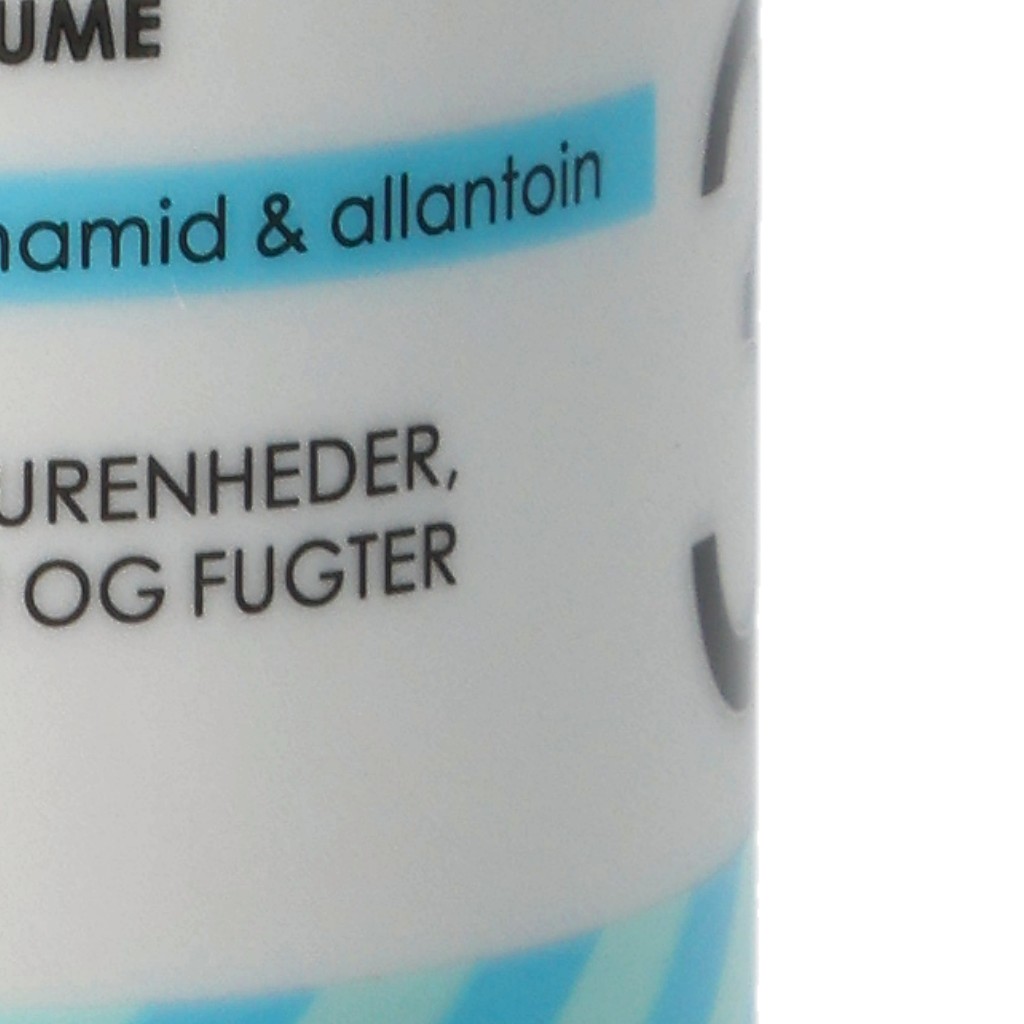 UME
namid & allantoin
URENHEDER,
OG FUGTER